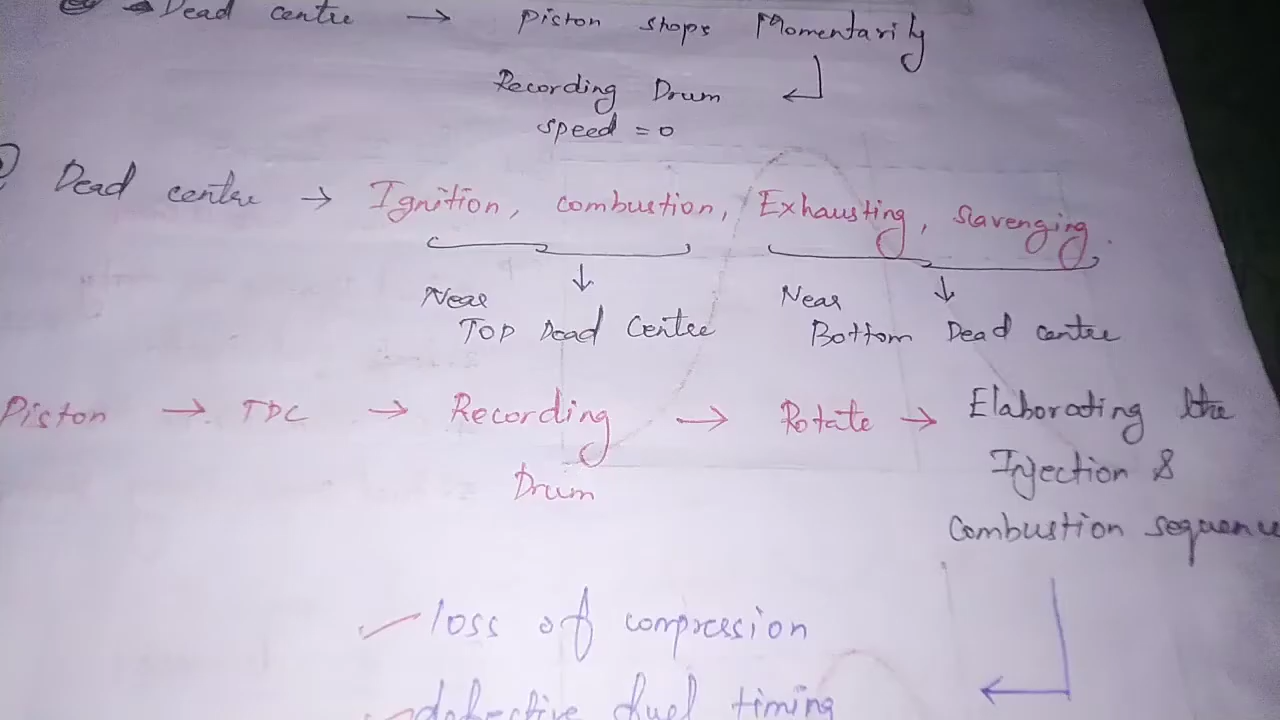 → Dead centre → Piston stops Momentarily
Recording Drum ←
speed = 0
Dead centre → Ignition, combustion, Exhausting, scavenging.
↓ ↓
Near Near
TOP Dead Centre Bottom Dead centre
Piston → TDC → Recording → Rotate → Elaborating the
Drum Injection &
Combustion sequence
loss of compression
defective fuel timing